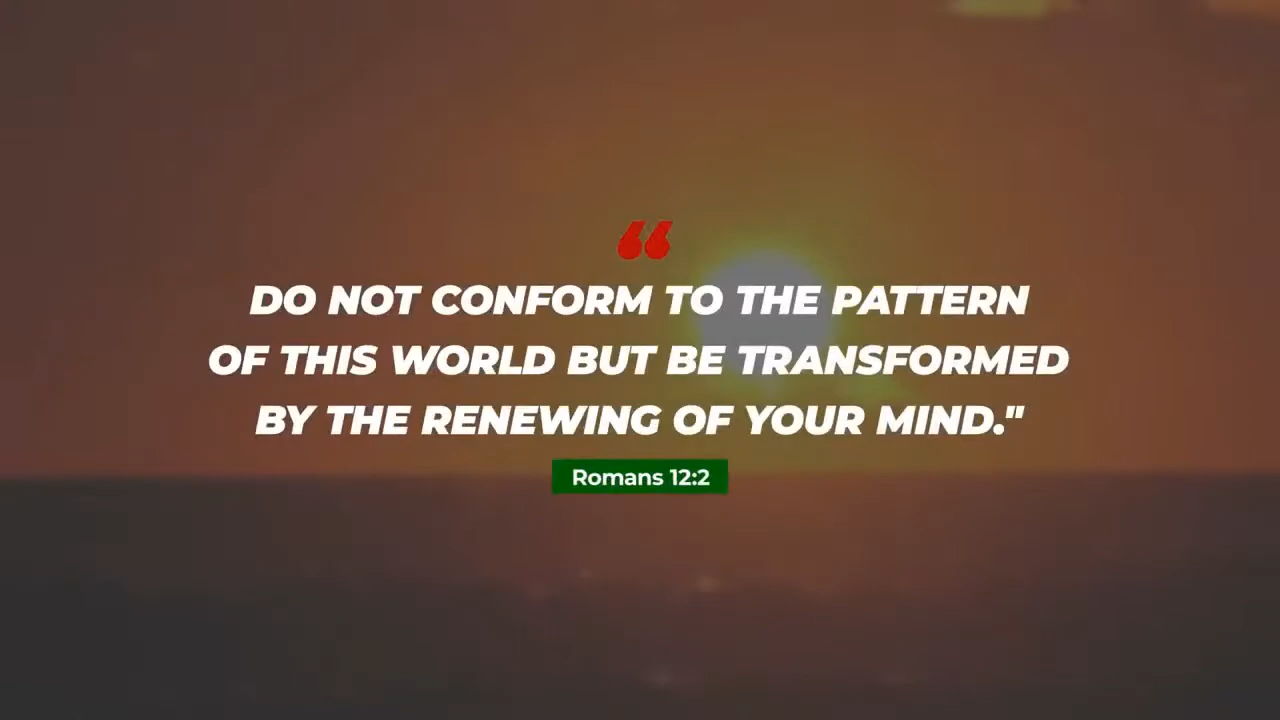 “
DO NOT CONFORM TO THE PATTERN
OF THIS WORLD BUT BE TRANSFORMED
BY THE RENEWING OF YOUR MIND."
Romans 12:2